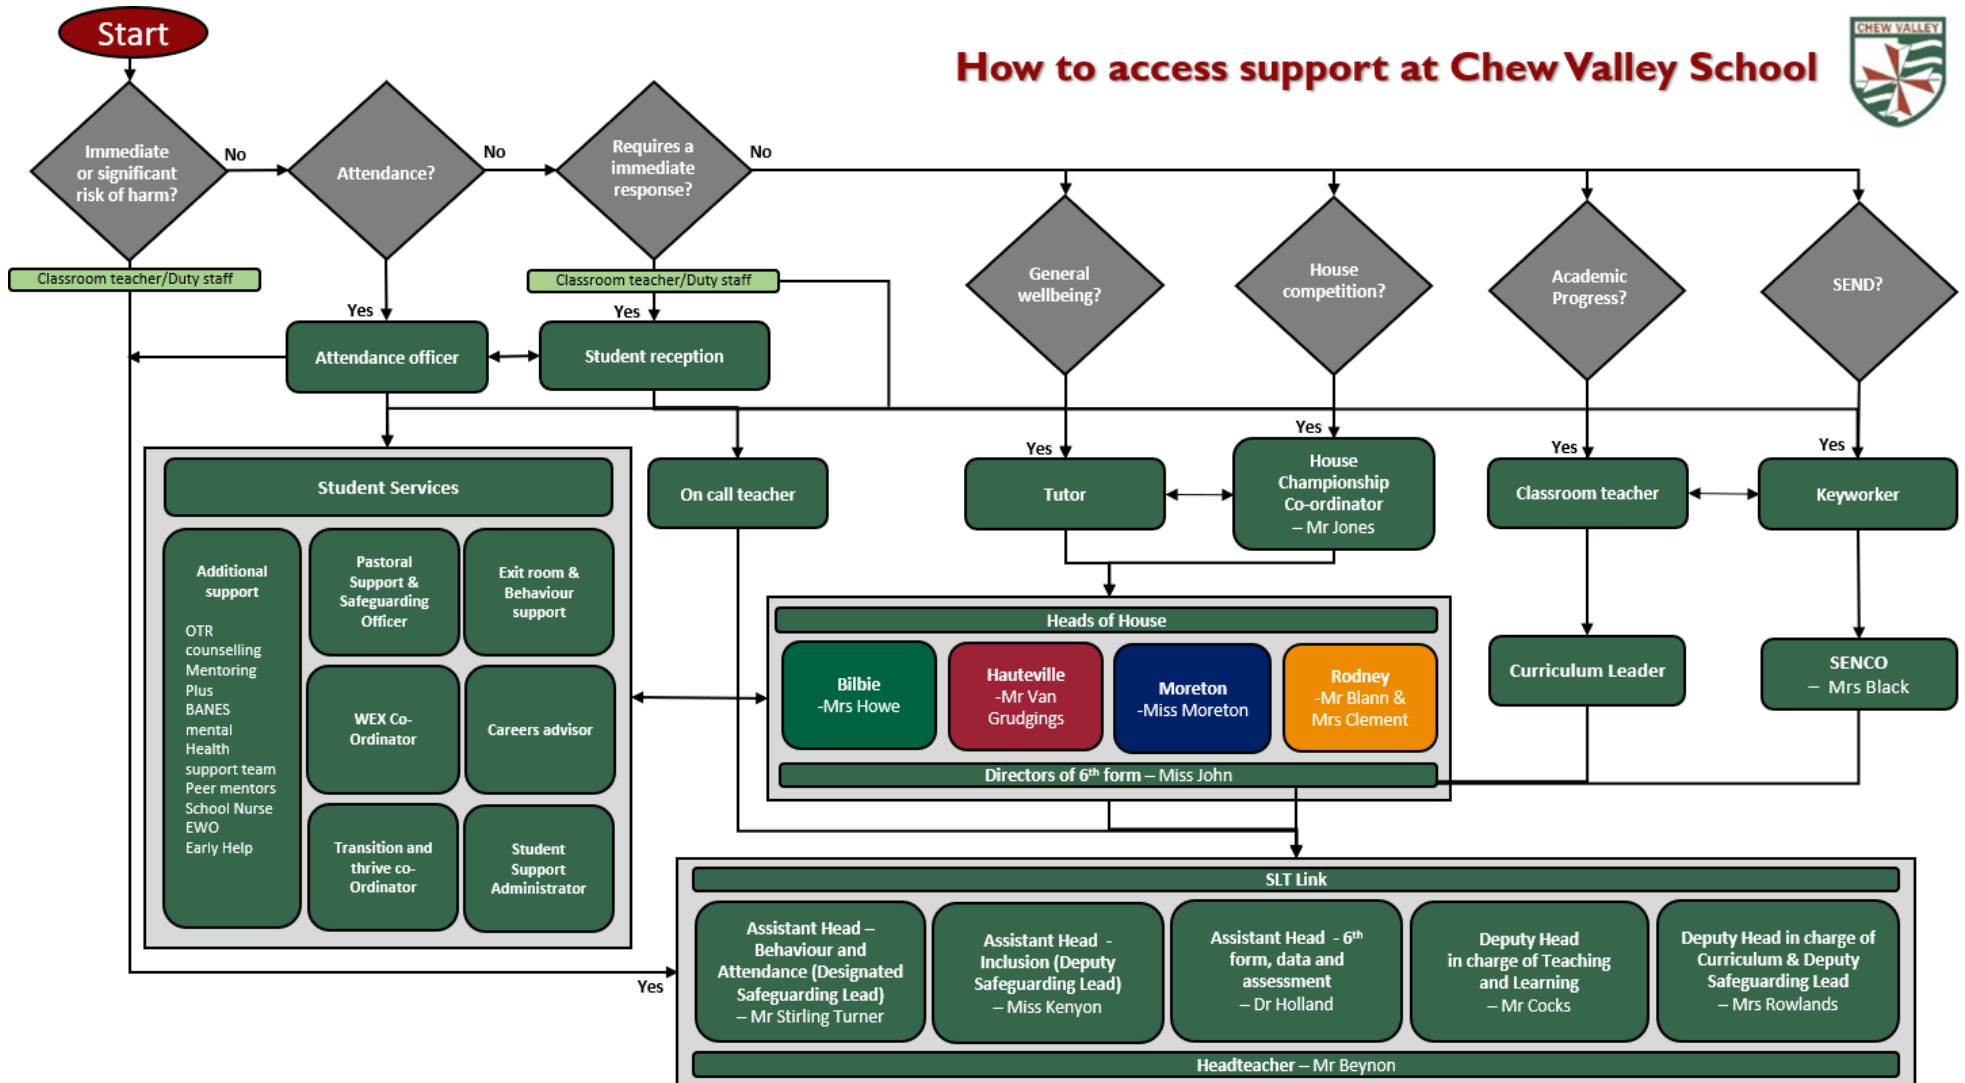 Start
How to access support at Chew Valley School
CHEW VALLEY
Immediate
or significant
risk of harm?
No
Attendance?
No
Requires a
immediate
response?
No
Classroom teacher/Duty staff
Classroom teacher/Duty staff
General
wellbeing?
House
competition?
Academic
Progress?
SEND?
Yes
Attendance officer
Yes
Student reception
Student Services
Additional
support
OTR
counselling
Mentoring
Plus
BANES
mental
Health
support team
Peer mentors
School Nurse
EWO
Early Help
Pastoral
Support &
Safeguarding
Officer
Exit room &
Behaviour
support
WEX Co-
Ordinator
Careers advisor
Transition and
thrive co-
Ordinator
Student
Support
Administrator
On call teacher
Yes
Tutor
Yes
House
Championship
Co-ordinator
– Mr Jones
Yes
Classroom teacher
Yes
Keyworker
Heads of House
Bilbie
-Mrs Howe
Hauteville
-Mr Van
Grudgings
Moreton
-Miss Moreton
Rodney
-Mr Blann &
Mrs Clement
Directors of 6th form – Miss John
Curriculum Leader
SENCO
– Mrs Black
Yes
SLT Link
Assistant Head –
Behaviour and
Attendance (Designated
Safeguarding Lead)
– Mr Stirling Turner
Assistant Head -
Inclusion (Deputy
Safeguarding Lead)
– Miss Kenyon
Assistant Head - 6th
form, data and
assessment
– Dr Holland
Deputy Head
in charge of Teaching
and Learning
– Mr Cocks
Deputy Head in charge of
Curriculum & Deputy
Safeguarding Lead
– Mrs Rowlands
Headteacher – Mr Beynon